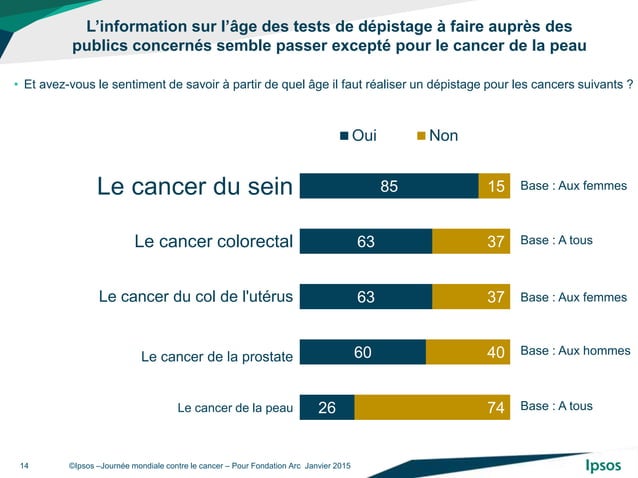 L’information sur l’âge des tests de dépistage à faire auprès des
publics concernés semble passer excepté pour le cancer de la peau
• Et avez-vous le sentiment de savoir à partir de quel âge il faut réaliser un dépistage pour les cancers suivants ?
Oui Non
Le cancer du sein 85 15 Base : Aux femmes
Le cancer colorectal 63 37 Base : A tous
Le cancer du col de l'utérus 63 37 Base : Aux femmes
Le cancer de la prostate 60 40 Base : Aux hommes
Le cancer de la peau 26 74 Base : A tous
14 ©Ipsos –Journée mondiale contre le cancer – Pour Fondation Arc Janvier 2015 Ipsos